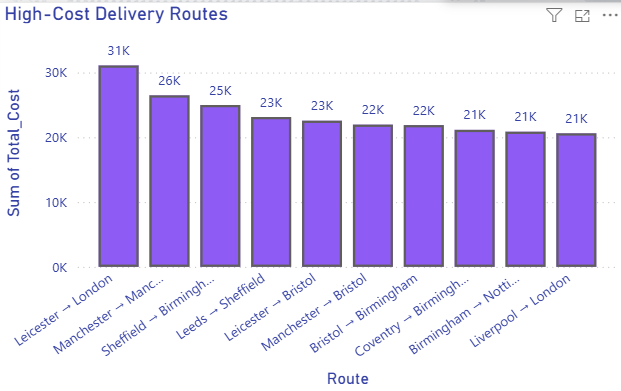 High-Cost Delivery Routes
Sum of Total_Cost
30K
20K
10K
0K
31K
26K
25K
23K
23K
22K
22K
21K
21K
21K
Leicester → London
Manchester → Manc...
Sheffield → Birmingh...
Leeds → Sheffield
Leicester → Bristol
Manchester → Bristol
Bristol → Birmingham
Coventry → Birmingh...
Birmingham → Notti...
Liverpool → London
Route